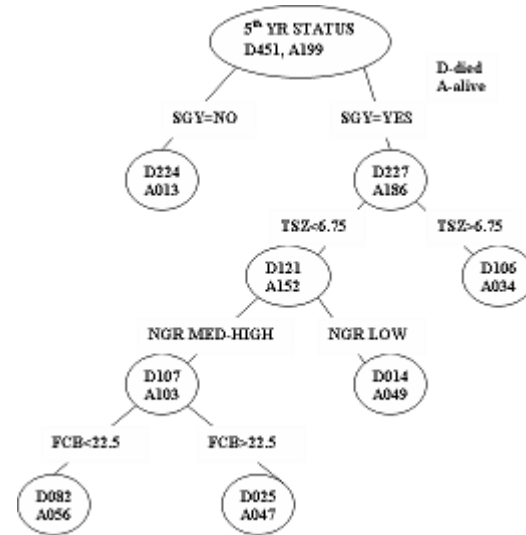 5th YR STATUS
D451, A199
D-died
A-alive
SGY=NO
SGY=YES
D224
A013
D227
A186
TSZ<6.75
TSZ>6.75
D121
A152
D106
A034
NGR MED-HIGH
NGR LOW
D107
A103
D014
A049
FCB<22.5
FCB>22.5
D082
A056
D025
A047